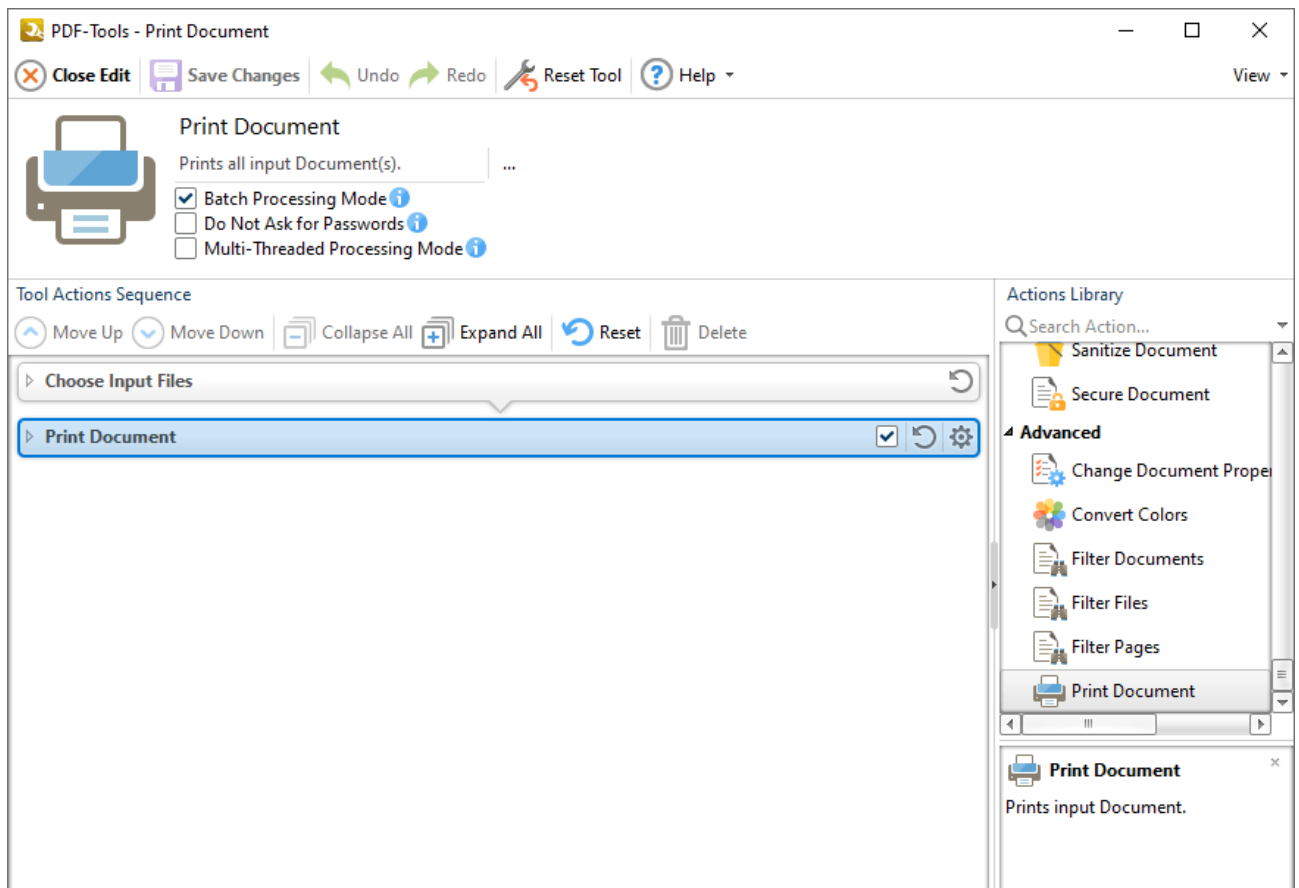 PDF-Tools - Print Document
Close Edit Save Changes Undo Redo Reset Tool ? Help View
Print Document
Prints all input Document(s). ...
Batch Processing Mode i
Do Not Ask for Passwords i
Multi-Threaded Processing Mode i
Tool Actions Sequence
Move Up Move Down Collapse All Expand All Reset Delete
Choose Input Files
Print Document
Actions Library
Search Action...
Sanitize Document
Secure Document
Advanced
Change Document Proper
Convert Colors
Filter Documents
Filter Files
Filter Pages
Print Document
Print Document
Prints input Document.